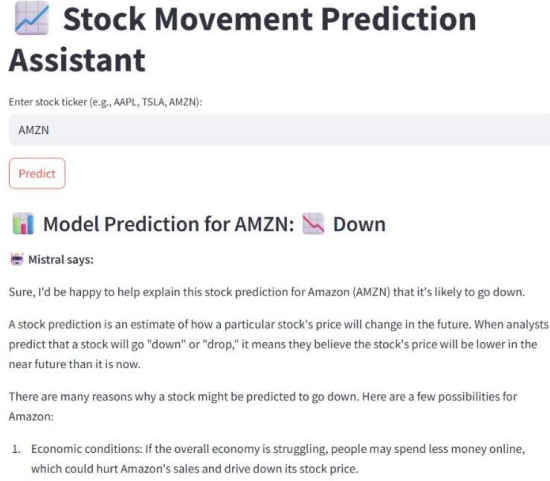 Stock Movement Prediction
Assistant
Enter stock ticker (e.g., AAPL, TSLA, AMZN):
AMZN
Predict
Model Prediction for AMZN: Down
Mistral says:
Sure, I'd be happy to help explain this stock prediction for Amazon (AMZN) that it's likely to go down.
A stock prediction is an estimate of how a particular stock's price will change in the future. When analysts
predict that a stock will go "down" or "drop," it means they believe the stock's price will be lower in the
near future than it is now.
There are many reasons why a stock might be predicted to go down. Here are a few possibilities for
Amazon:
1. Economic conditions: If the overall economy is struggling, people may spend less money online,
which could hurt Amazon's sales and drive down its stock price.